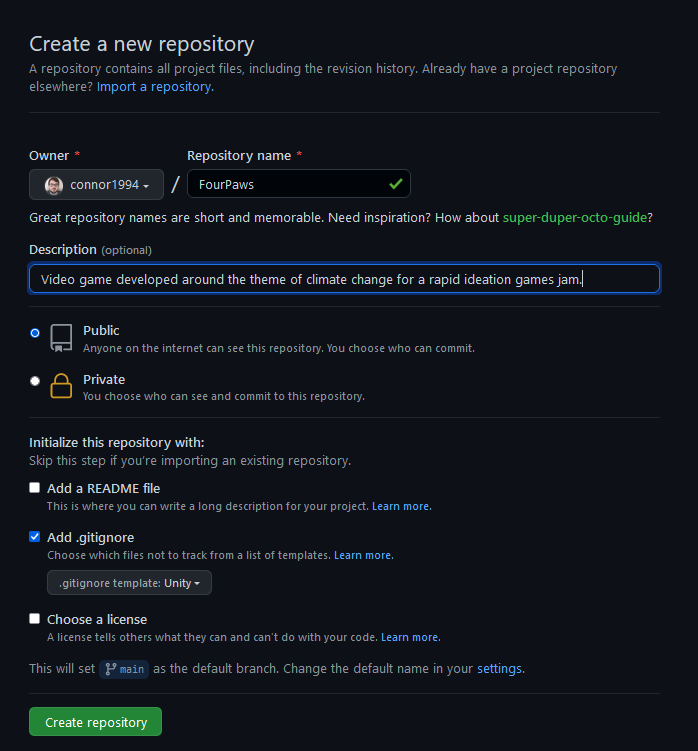 Create a new repository
A repository contains all project files, including the revision history. Already have a project repository
elsewhere? Import a repository.
Owner * Repository name *
connor1994 / FourPaws
Great repository names are short and memorable. Need inspiration? How about super-duper-octo-guide?
Description (optional)
Video game developed around the theme of climate change for a rapid ideation games jam.
Public
Anyone on the internet can see this repository. You choose who can commit.
Private
You choose who can see and commit to this repository.
Initialize this repository with:
Skip this step if you're importing an existing repository.
Add a README file
This is where you can write a long description for your project. Learn more.
Add .gitignore
Choose which files not to track from a list of templates. Learn more.
.gitignore template: Unity
Choose a license
A license tells others what they can and can't do with your code. Learn more.
This will set main as the default branch. Change the default name in your settings.
Create repository